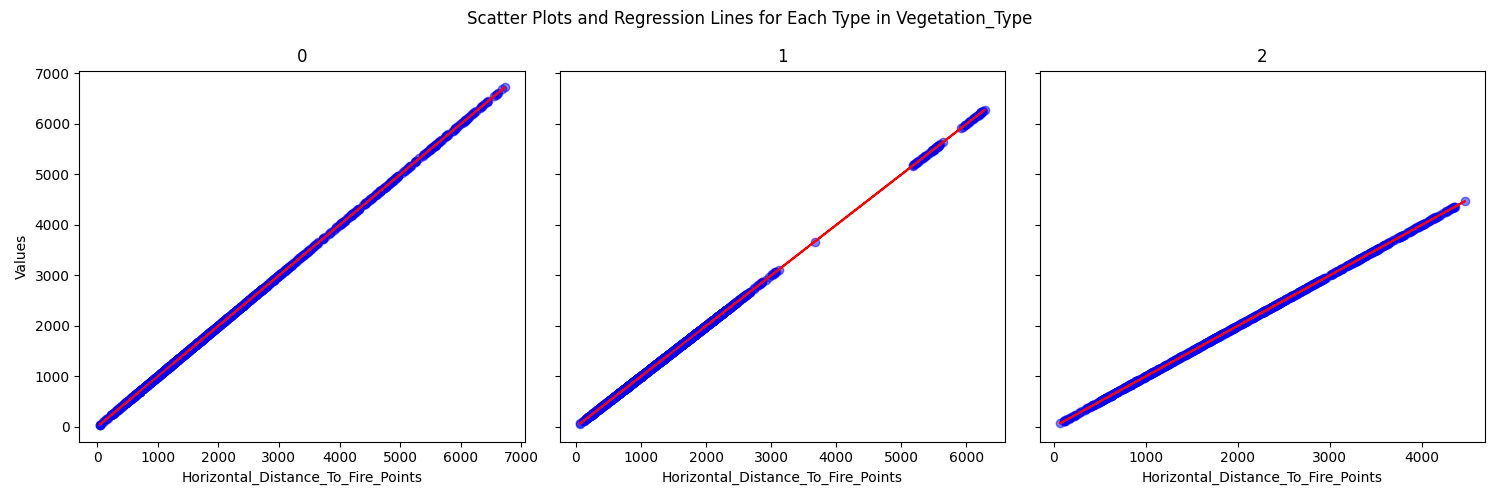 Scatter Plots and Regression Lines for Each Type in Vegetation_Type
0
1
2
7000
6000
5000
4000
3000
2000
1000
0
Values
0 1000 2000 3000 4000 5000 6000 7000
0 1000 2000 3000 4000 5000 6000
0 1000 2000 3000 4000
Horizontal_Distance_To_Fire_Points
Horizontal_Distance_To_Fire_Points
Horizontal_Distance_To_Fire_Points